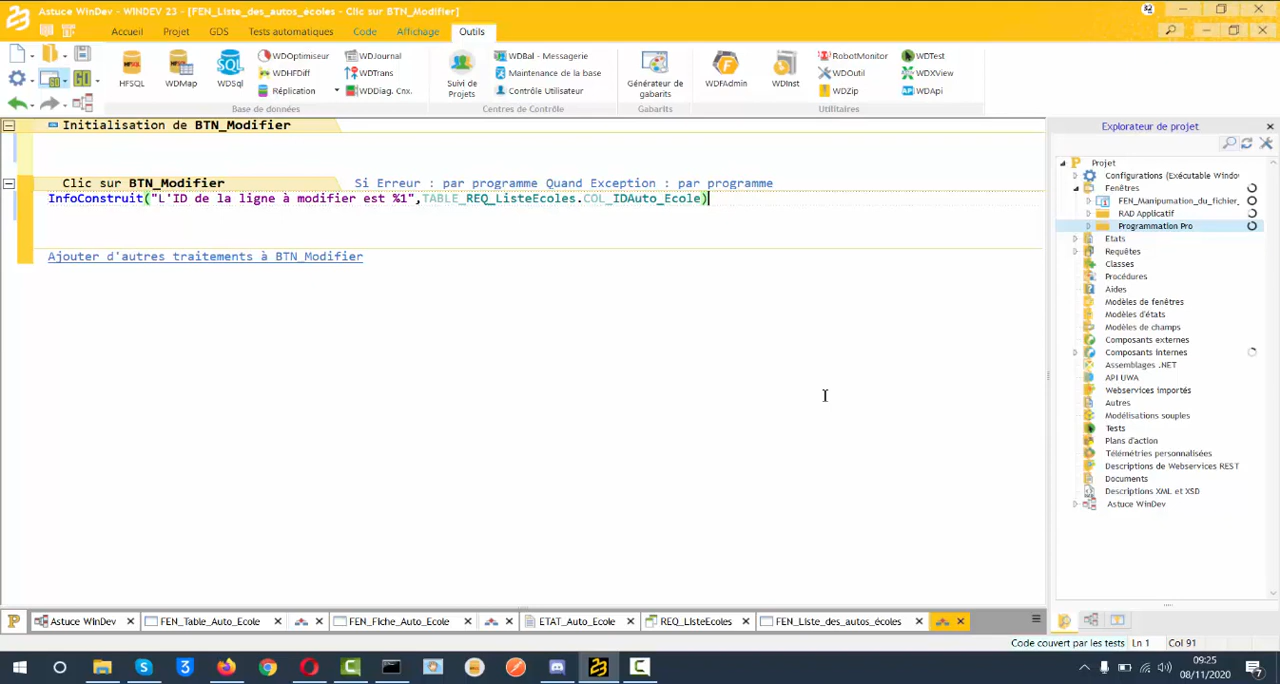 Astuce WinDev - WINDEV 23 - [FEN_Liste_des_autos_écoles - Clic sur BTN_Modifier]
Accueil Projet GDS Tests automatiques Code Affichage Outils
HFSQL WDMap WDSql
WDOptimiseur WDJournal
WDHFDiff WDTrans
Réplication WDDiag. Cnx.
Base de données
Suivi de Projets
WDBal - Messagerie
Maintenance de la base
Contrôle Utilisateur
Centres de Contrôle
Générateur de gabarits
Gabarits
WDFAdmin WDInst
RobotMonitor WDTest
WDOutil WDXView
WDZip WDApi
Utilitaires
Initialisation de BTN_Modifier
Clic sur BTN_Modifier Si Erreur : par programme Quand Exception : par programme
InfoConstruit("L'ID de la ligne à modifier est %1",TABLE_REQ_ListeEcoles.COL_IDAuto_Ecole)
Ajouter d'autres traitements à BTN_Modifier
Explorateur de projet
Projet
Configurations (Exécutable Windo
Fenêtres
FEN_Manipumation_du_fichier_
RAD Applicatif
Programmation Pro
Etats
Requêtes
Classes
Procédures
Aides
Modèles de fenêtres
Modèles d'états
Modèles de champs
Composants externes
Composants internes
Assemblages .NET
API UWA
Webservices importés
Autres
Modélisations souples
Tests
Plans d'action
Télémétries personnalisées
Descriptions de Webservices REST
Documents
Descriptions XML et XSD
Astuce WinDev
Astuce WinDev FEN_Table_Auto_Ecole FEN_Fiche_Auto_Ecole ETAT_Auto_Ecole REQ_ListeEcoles FEN_Liste_des_autos_écoles
Code couvert par les tests Ln 1 Col 91
09:25
08/11/2020